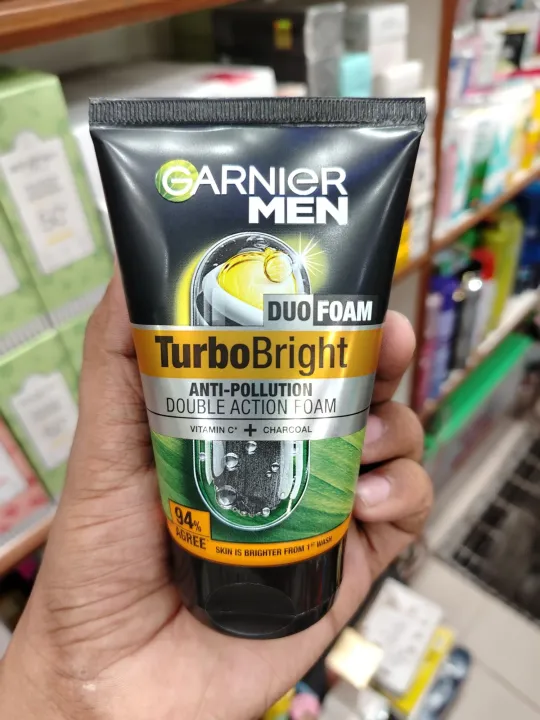 GARNIER
MEN
DUO FOAM
TurboBright
ANTI-POLLUTION
DOUBLE ACTION FOAM
VITAMIN C* + CHARCOAL
94%
AGREE
SKIN IS BRIGHTER FROM 1ST WASH